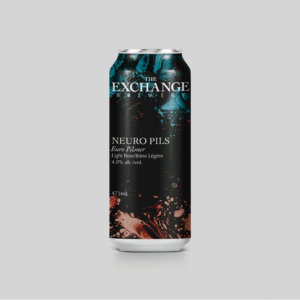 THE
EXCHANGE
BREWERY
NEURO PILS
Euro Pilsner
Light Beer/Bière Légère
4.0% alc./vol.
473mL